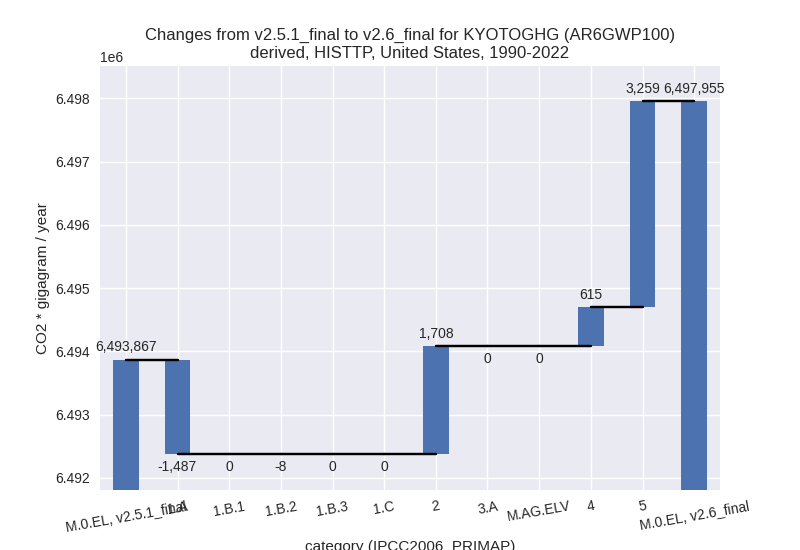 Changes from v2.5.1_final to v2.6_final for KYOTOGHG (AR6GWP100)
derived, HISTTP, United States, 1990-2022
1e6
6.498
6.497
6.496
6.495
6.494
6.493
6.492
CO2 * gigagram / year
6,493,867
-1,487
0
-8
0
0
1,708
0
0
615
3,259
6,497,955
M.0.EL, v2.5.1_final
1.A
1.B.1
1.B.2
1.B.3
1.C
2
3.A
M.AG.ELV
4
5
M.0.EL, v2.6_final
category (IPCC2006_PRIMAP)